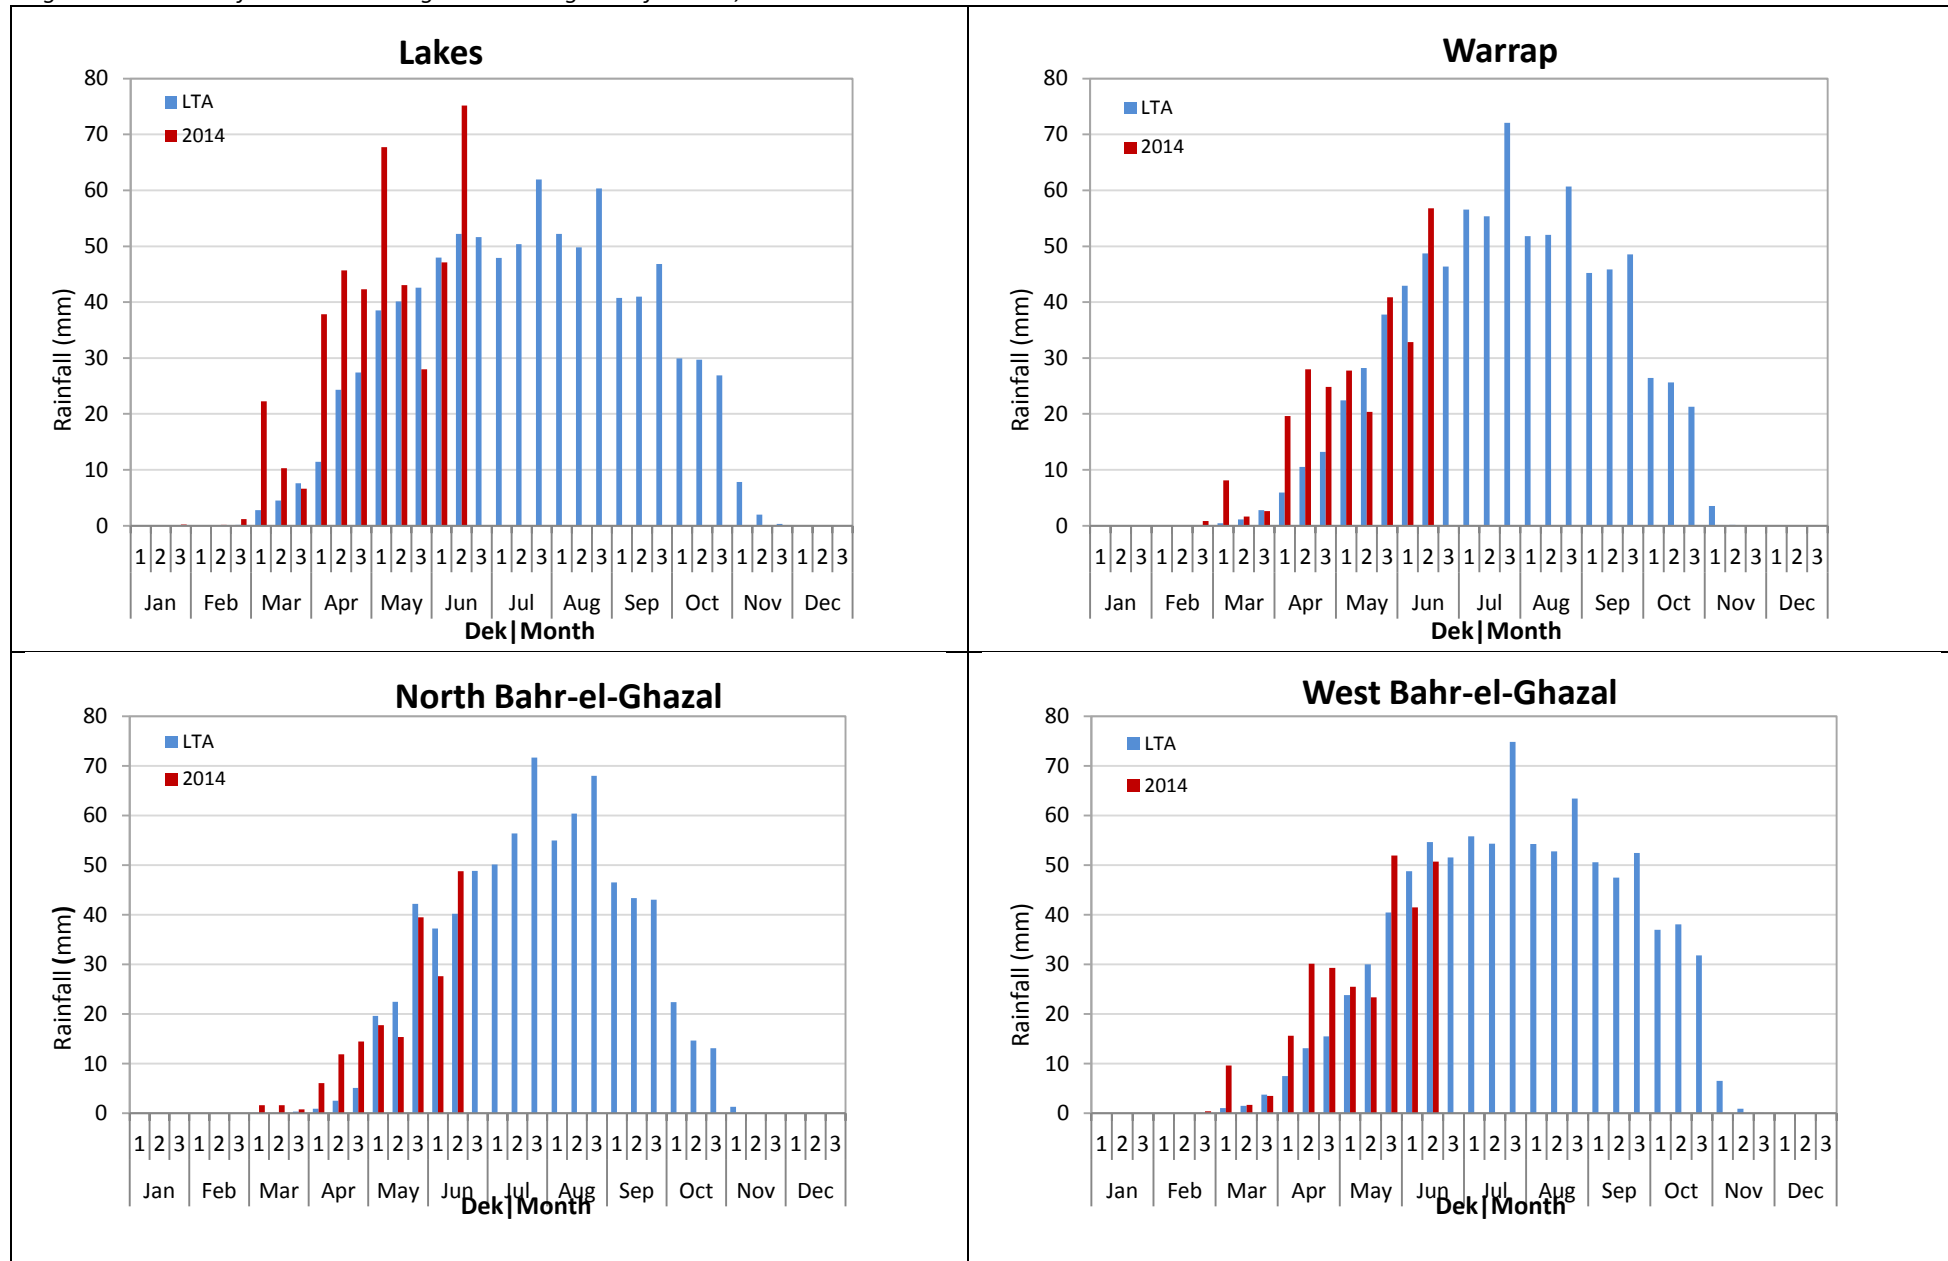 Lakes
80
70
60
50
40
30
20
10
0
Rainfall (mm)
LTA
2014
1 2 3 1 2 3 1 2 3 1 2 3 1 2 3 1 2 3 1 2 3 1 2 3 1 2 3 1 2 3 1 2 3 1 2 3
Jan Feb Mar Apr May Jun Jul Aug Sep Oct Nov Dec
Dek|Month
Warrap
80
70
60
50
40
30
20
10
0
Rainfall (mm)
LTA
2014
1 2 3 1 2 3 1 2 3 1 2 3 1 2 3 1 2 3 1 2 3 1 2 3 1 2 3 1 2 3 1 2 3 1 2 3
Jan Feb Mar Apr May Jun Jul Aug Sep Oct Nov Dec
Dek|Month
North Bahr-el-Ghazal
80
70
60
50
40
30
20
10
0
Rainfall (mm)
LTA
2014
1 2 3 1 2 3 1 2 3 1 2 3 1 2 3 1 2 3 1 2 3 1 2 3 1 2 3 1 2 3 1 2 3 1 2 3
Jan Feb Mar Apr May Jun Jul Aug Sep Oct Nov Dec
Dek|Month
West Bahr-el-Ghazal
80
70
60
50
40
30
20
10
0
Rainfall (mm)
LTA
2014
1 2 3 1 2 3 1 2 3 1 2 3 1 2 3 1 2 3 1 2 3 1 2 3 1 2 3 1 2 3 1 2 3 1 2 3
Jan Feb Mar Apr May Jun Jul Aug Sep Oct Nov Dec
Dek|Month